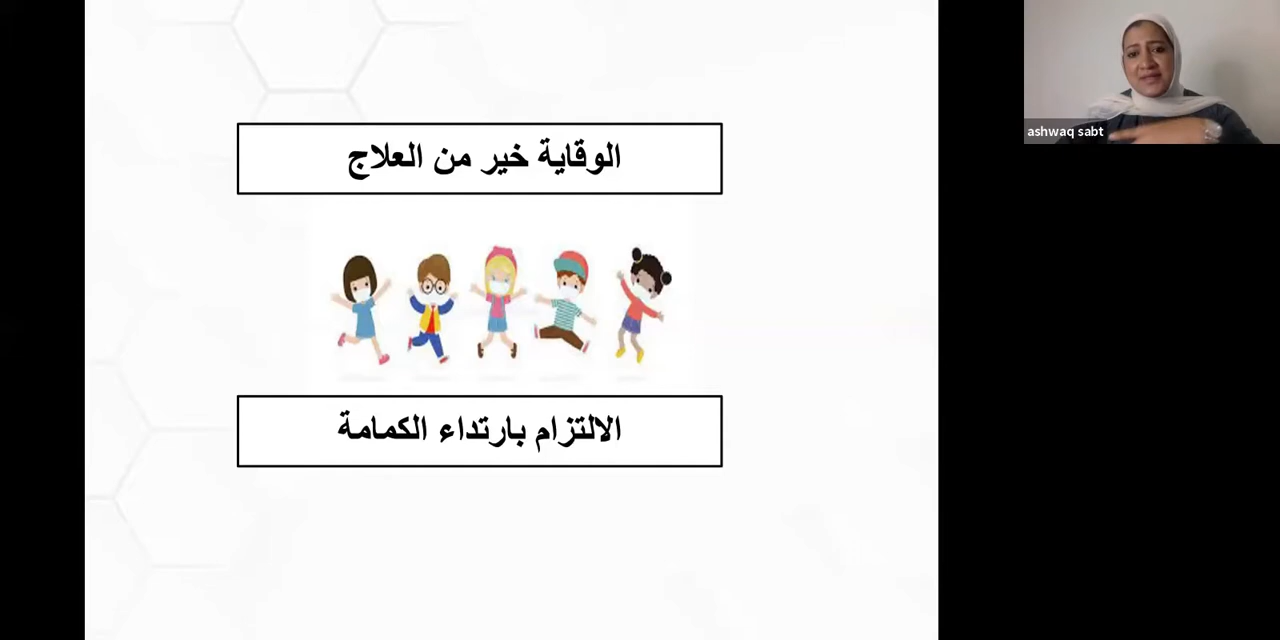 الوقاية خير من العلاج
ashwaq sabt
الالتزام بارتداء الكمامة